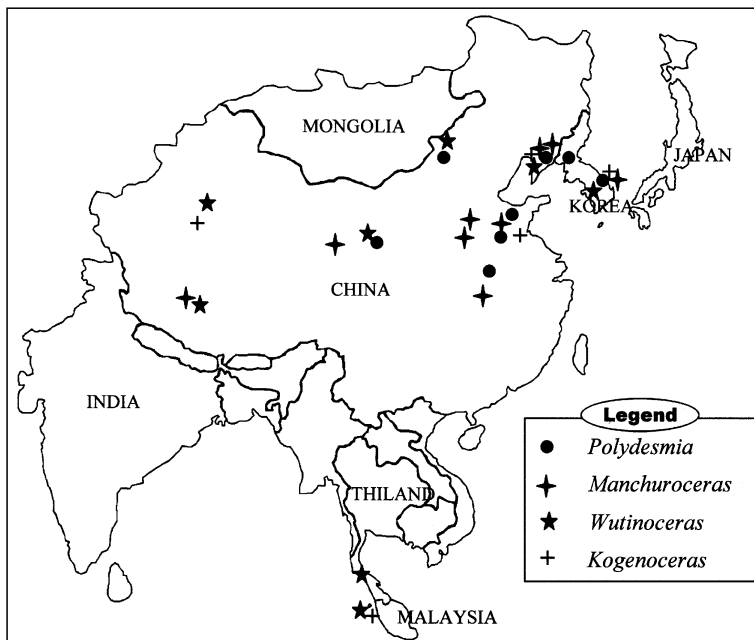 MONGOLIA
JAPAN
KOREA
CHINA
INDIA
THILAND
MALAYSIA
Legend
Polydesmia
Manchuroceras
Wutinoceras
Kogenoceras